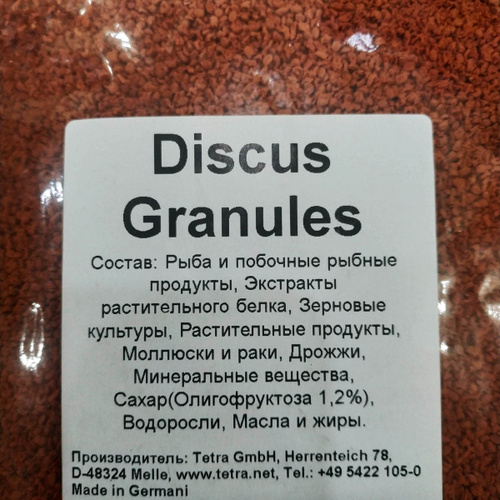 Discus
Granules
Состав: Рыба и побочные рыбные
продукты, Экстракты
растительного белка, Зерновые
культуры, Растительные продукты,
Моллюски и раки, Дрожжи,
Минеральные вещества,
Сахар(Олигофруктоза 1,2%),
Водоросли, Масла и жиры.
Производитель: Tetra GmbH, Herrenteich 78,
D-48324 Melle, www.tetra.net, Tel.: +49 5422 105-0
Made in Germani